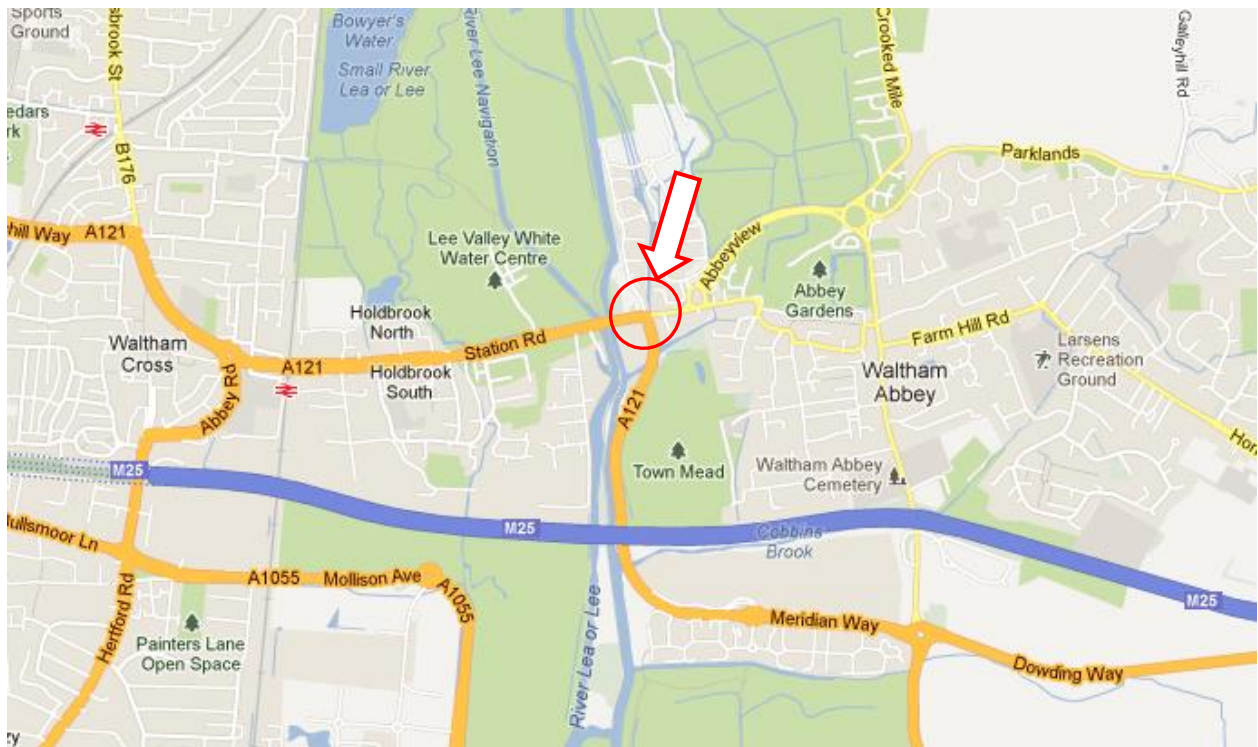 Sports
Ground
sbrook St
Bowyer's
Water
Small River
Lea or Lee
River Lee Navigation
Crooked Mile
Galleyhill Rd
edars
rk
B176
Parklands
hill Way
A121
Lee Valley White
Water Centre
Abbeyview
Abbey
Gardens
Holdbrook
North
Station Rd
Farm Hill Rd
Larsens
Recreation
Ground
Waltham
Cross
A121
Holdbrook
South
Waltham
Abbey
Abbey Rd
A121
Town Mead
Waltham Abbey
Cemetery
Hon
M25
M25
Cobbins
Brook
ullsmoor Ln
A1055
Mollison Ave
A1055
M25
Meridian Way
Hertford Rd
Painters Lane
Open Space
River Lea or Lee
Dowding Way
zy